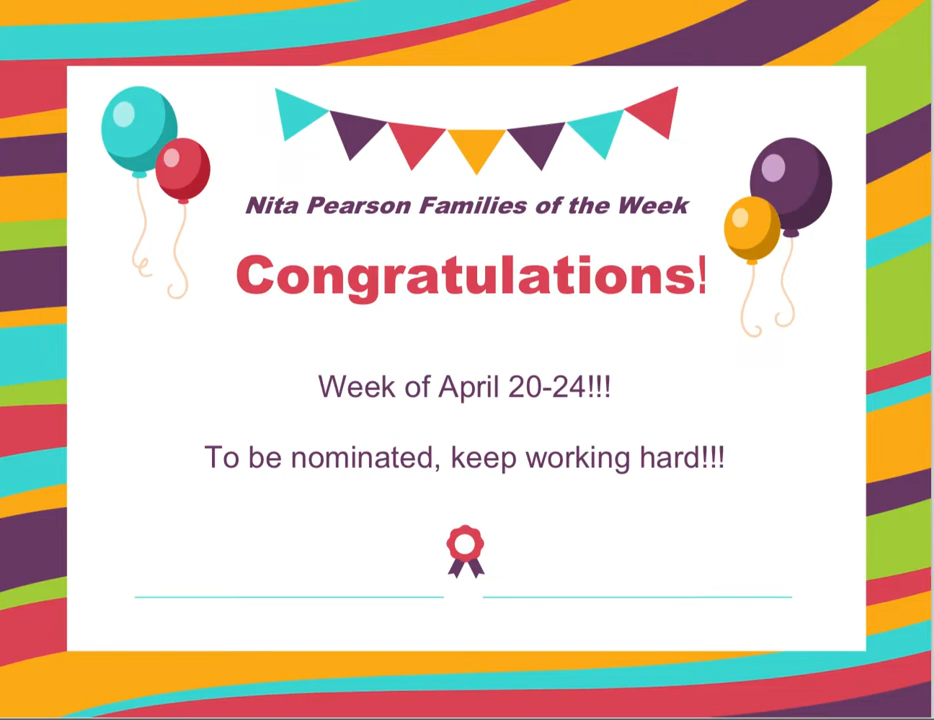 Nita Pearson Families of the Week
Congratulations!
Week of April 20-24!!!
To be nominated, keep working hard!!!